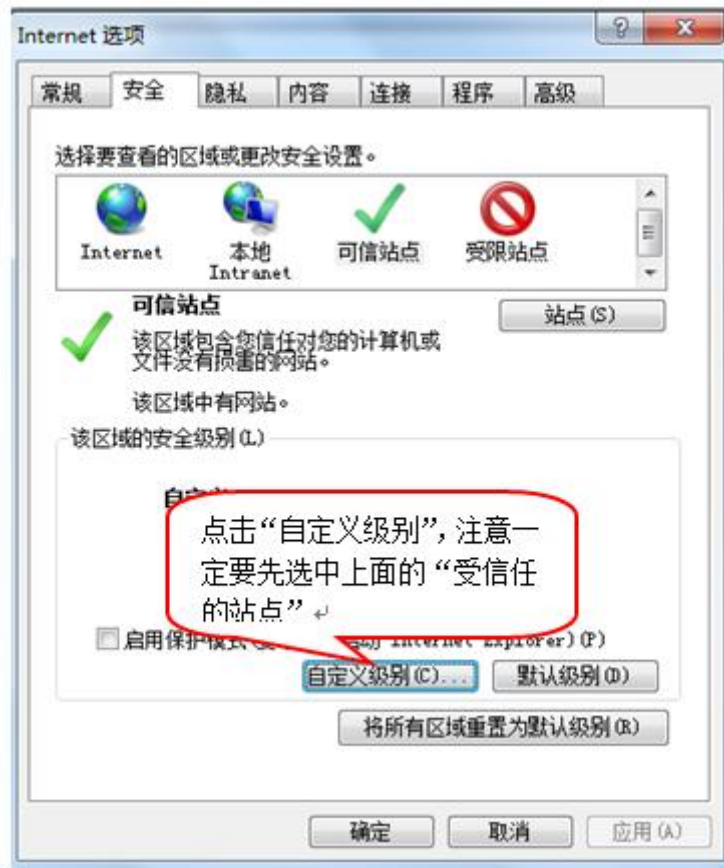 Internet 选项
常规 安全 隐私 内容 连接 程序 高级
选择要查看的区域或更改安全设置。
Internet 本地 Intranet 可信站点 受限站点
可信站点
站点(S)
该区域包含您信任对您的计算机或
文件没有损害的网站。
该区域中有网站。
该区域的安全级别(L)
点击“自定义级别”，注意一
定要先选中上面的“受信任
的站点”
启用保护模式 Internet Explorer)(P)
自定义级别(C)... 默认级别(D)
将所有区域重置为默认级别(R)
确定 取消 应用(A)